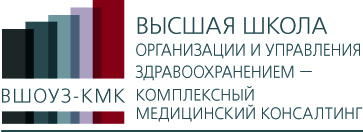 ВШОУЗ-КМК
ВЫСШАЯ ШКОЛА
ОРГАНИЗАЦИИ И УПРАВЛЕНИЯ
ЗДРАВООХРАНЕНИЕМ —
КОМПЛЕКСНЫЙ
МЕДИЦИНСКИЙ КОНСАЛТИНГ